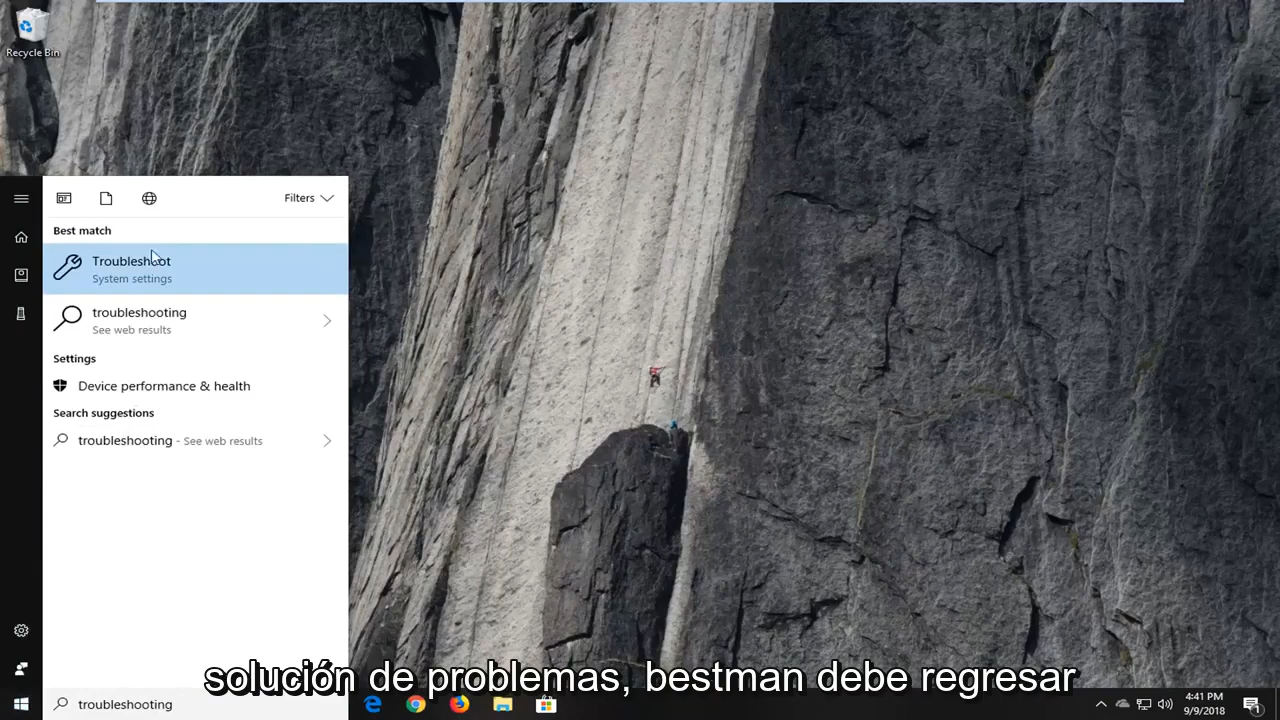 Recycle Bin
Filters
Best match
Troubleshoot
System settings
troubleshooting
See web results
Settings
Device performance & health
Search suggestions
troubleshooting - See web results
solución de problemas, bestman debe regresar
troubleshooting
4:41 PM
9/9/2018
1